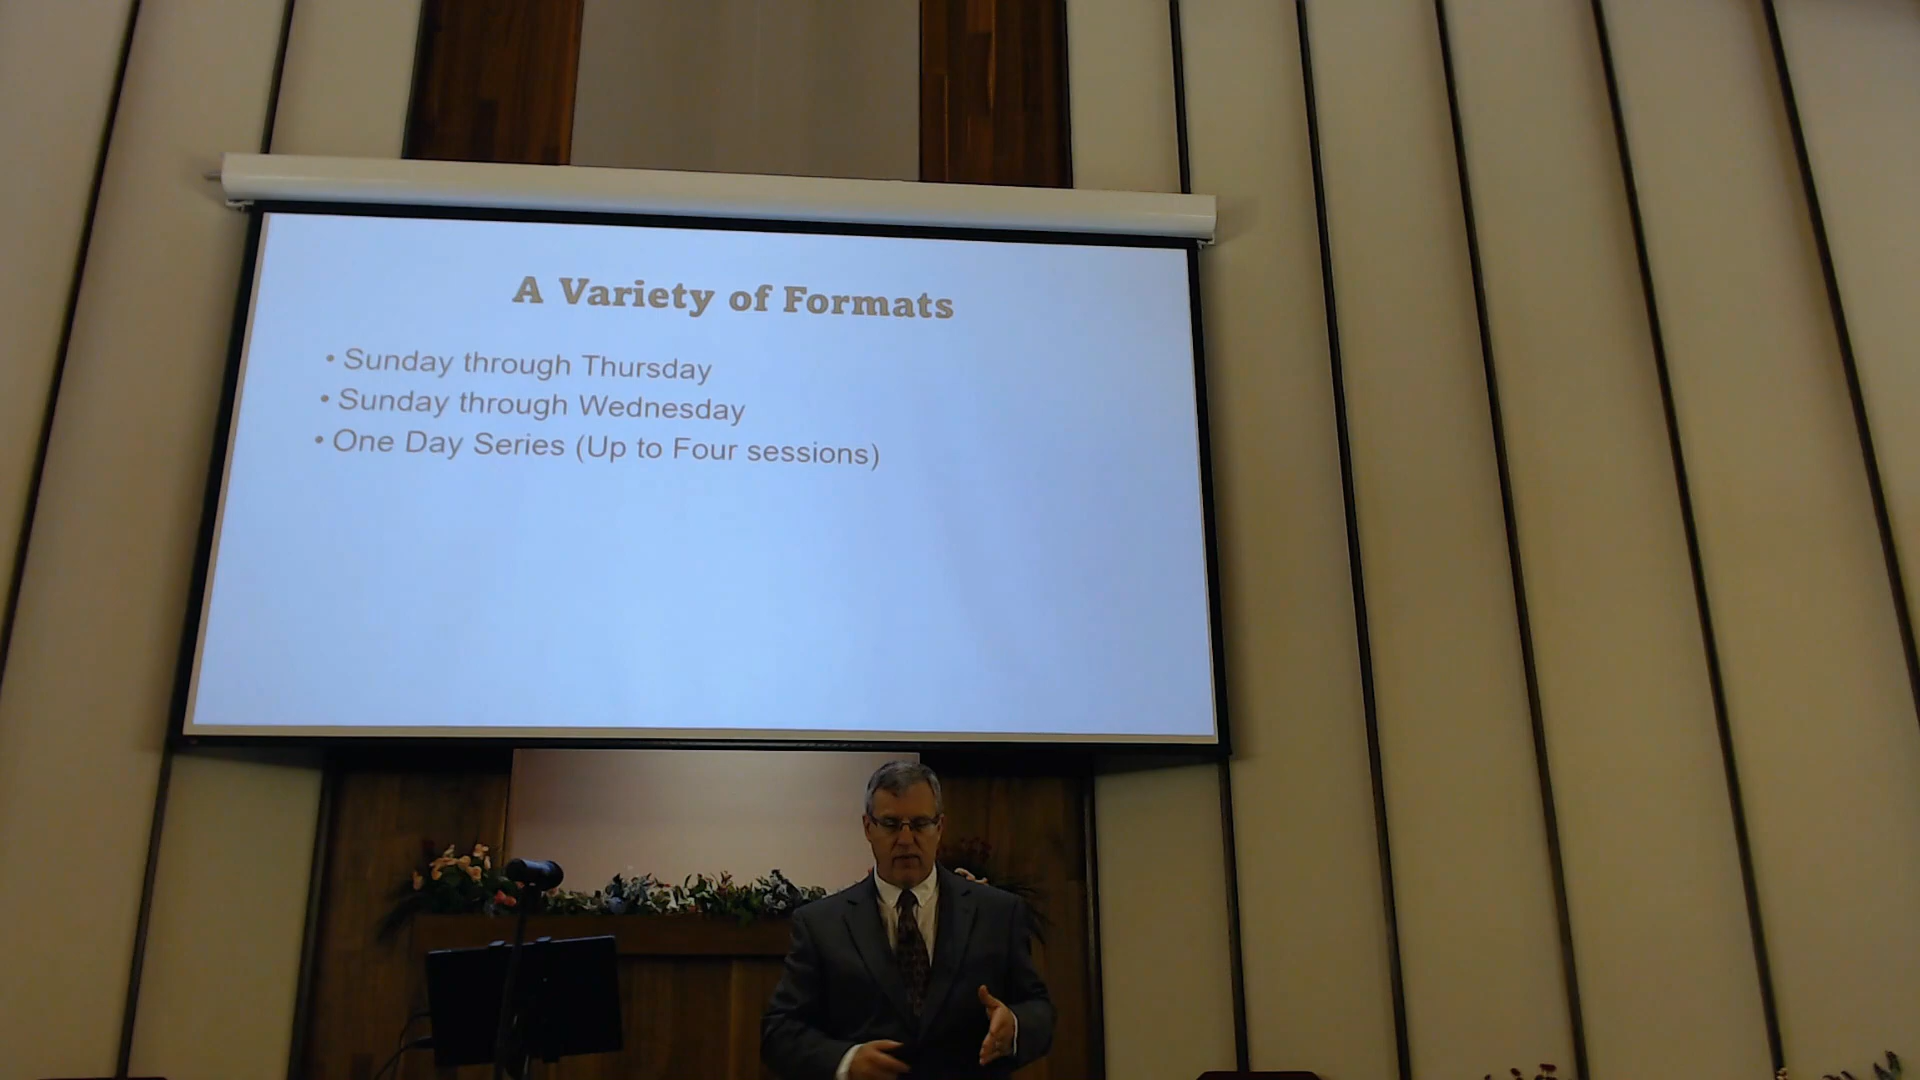 A Variety of Formats
• Sunday through Thursday
• Sunday through Wednesday
• One Day Series (Up to Four sessions)